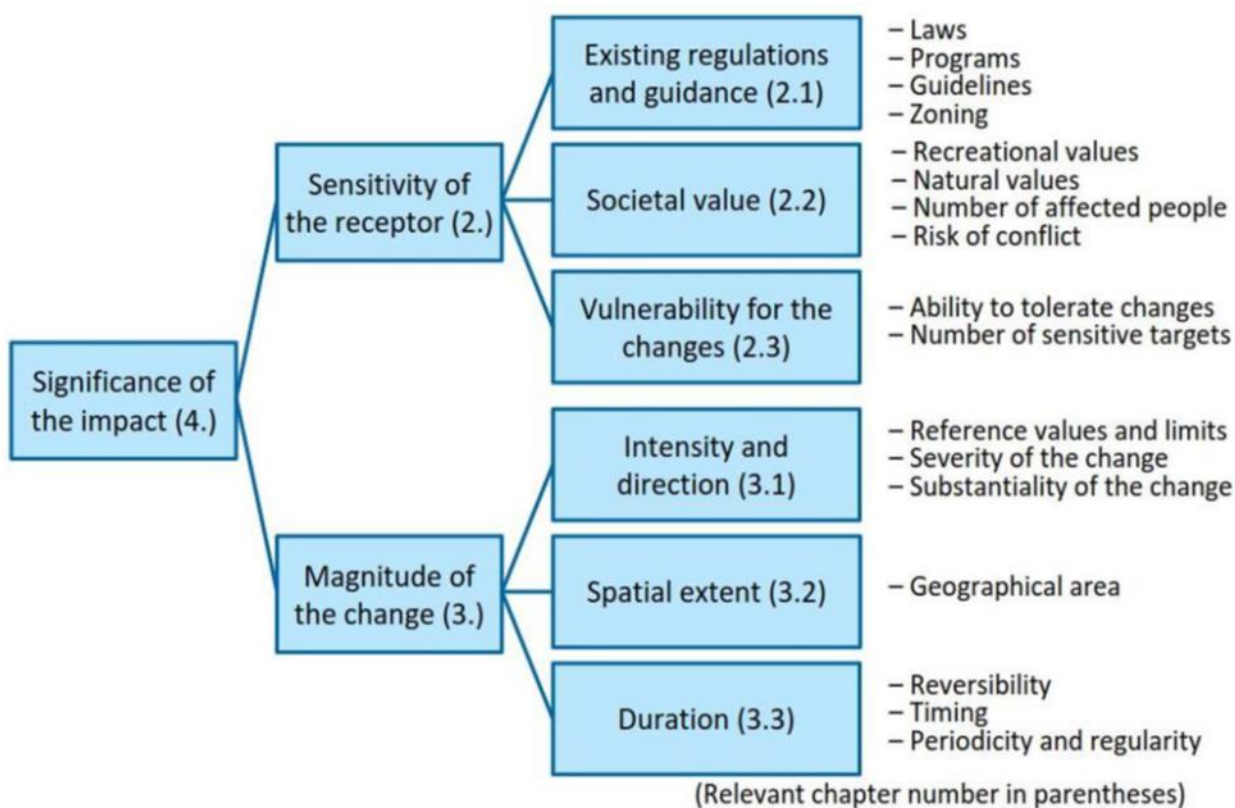 Existing regulations
and guidance (2.1)
– Laws
– Programs
– Guidelines
– Zoning
Sensitivity of
the receptor (2.)
Societal value (2.2)
– Recreational values
– Natural values
– Number of affected people
– Risk of conflict
Vulnerability for the
changes (2.3)
– Ability to tolerate changes
– Number of sensitive targets
Significance of
the impact (4.)
Intensity and
direction (3.1)
– Reference values and limits
– Severity of the change
– Substantiality of the change
Magnitude of
the change (3.)
Spatial extent (3.2)
– Geographical area
Duration (3.3)
– Reversibility
– Timing
– Periodicity and regularity
(Relevant chapter number in parentheses)